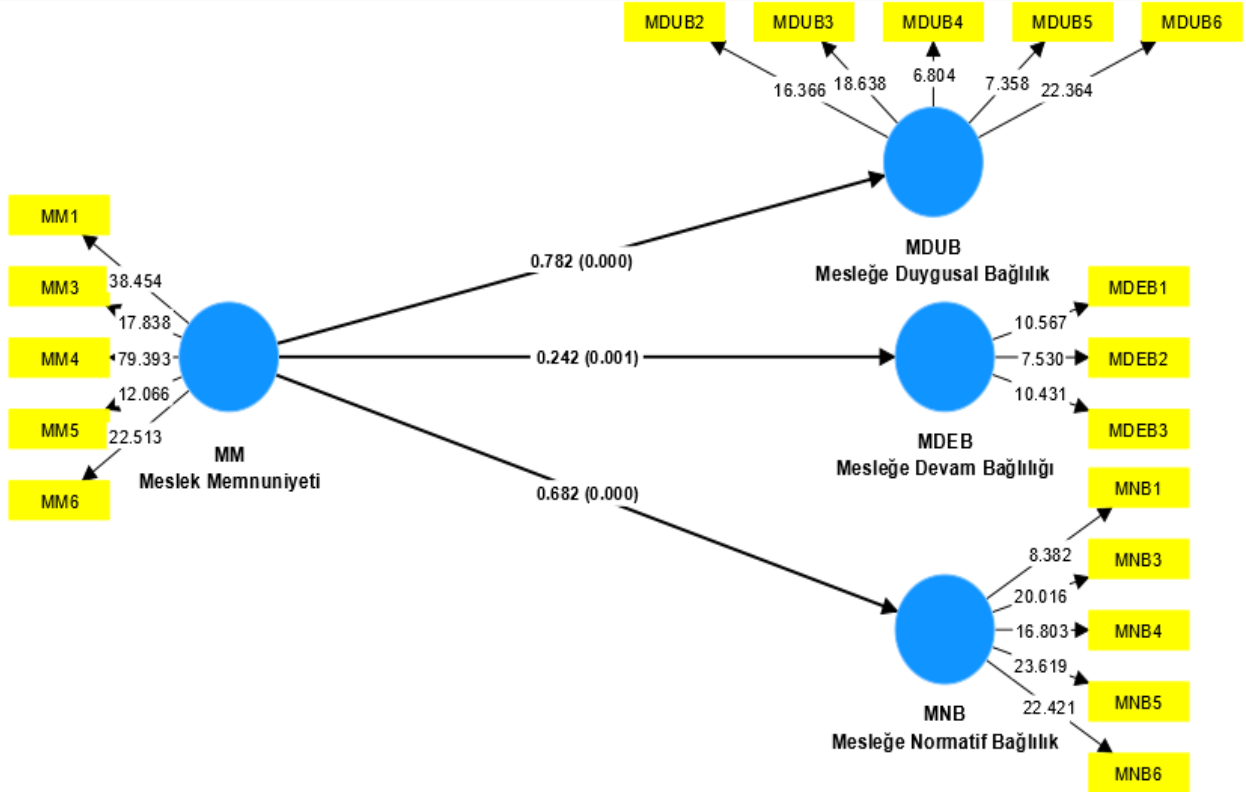 MDUB2
MDUB3
MDUB4
MDUB5
MDUB6
16.366
18.638
6.804
7.358
22.364
MM1
MM3
MM4
MM5
MM6
38.454
17.838
79.393
12.066
22.513
MM
Meslek Memnuniyeti
0.782 (0.000)
0.242 (0.001)
0.682 (0.000)
MDUB
Mesleğe Duygusal Bağlılık
MDEB1
MDEB2
MDEB3
10.567
7.530
10.431
MDEB
Mesleğe Devam Bağlılığı
MNB1
MNB3
MNB4
MNB5
MNB6
8.382
20.016
16.803
23.619
22.421
MNB
Mesleğe Normatif Bağlılık